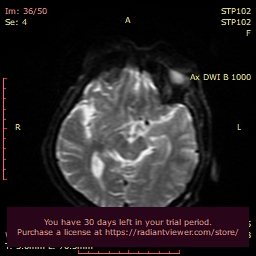 Im: 36/50
Se: 4
STP102
STP102
F
A
Ax DWI B 1000
R
L
You have 30 days left in your trial period.
Purchase a license at https://radiantviewer.com/store/